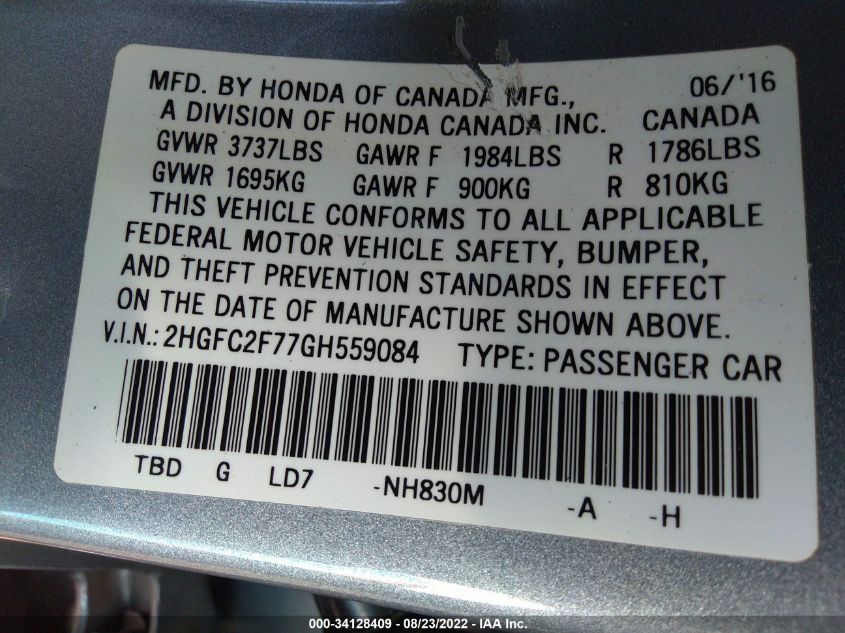 MFD. BY HONDA OF CANADA MFG., 06/'16
A DIVISION OF HONDA CANADA INC. CANADA
GVWR 3737LBS GAWR F 1984LBS R 1786LBS
GVWR 1695KG GAWR F 900KG R 810KG
THIS VEHICLE CONFORMS TO ALL APPLICABLE
FEDERAL MOTOR VEHICLE SAFETY, BUMPER,
AND THEFT PREVENTION STANDARDS IN EFFECT
ON THE DATE OF MANUFACTURE SHOWN ABOVE.
V.I.N.: 2HGFC2F77GH559084 TYPE: PASSENGER CAR
TBD G LD7 -NH830M -A -H
000-34128409 - 08/23/2022 - IAA Inc.